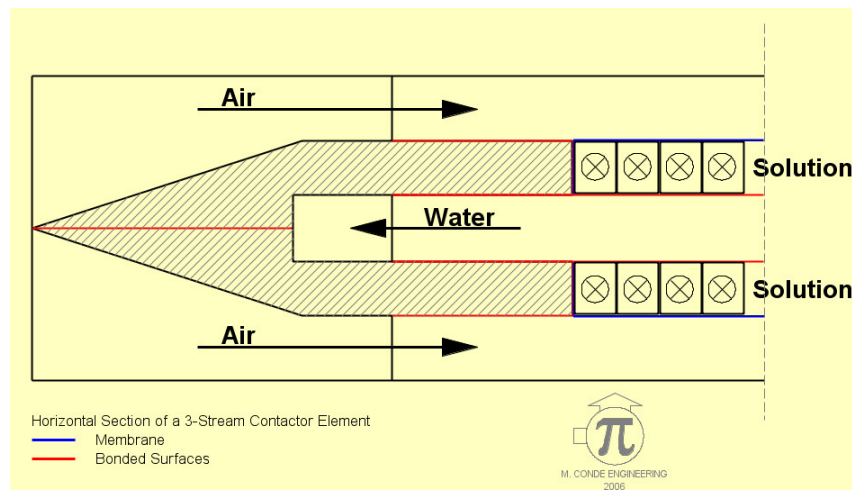 Air
Solution
Water
Solution
Air
Horizontal Section of a 3-Stream Contactor Element
Membrane
Bonded Surfaces
π
M. CONDE ENGINEERING
2006